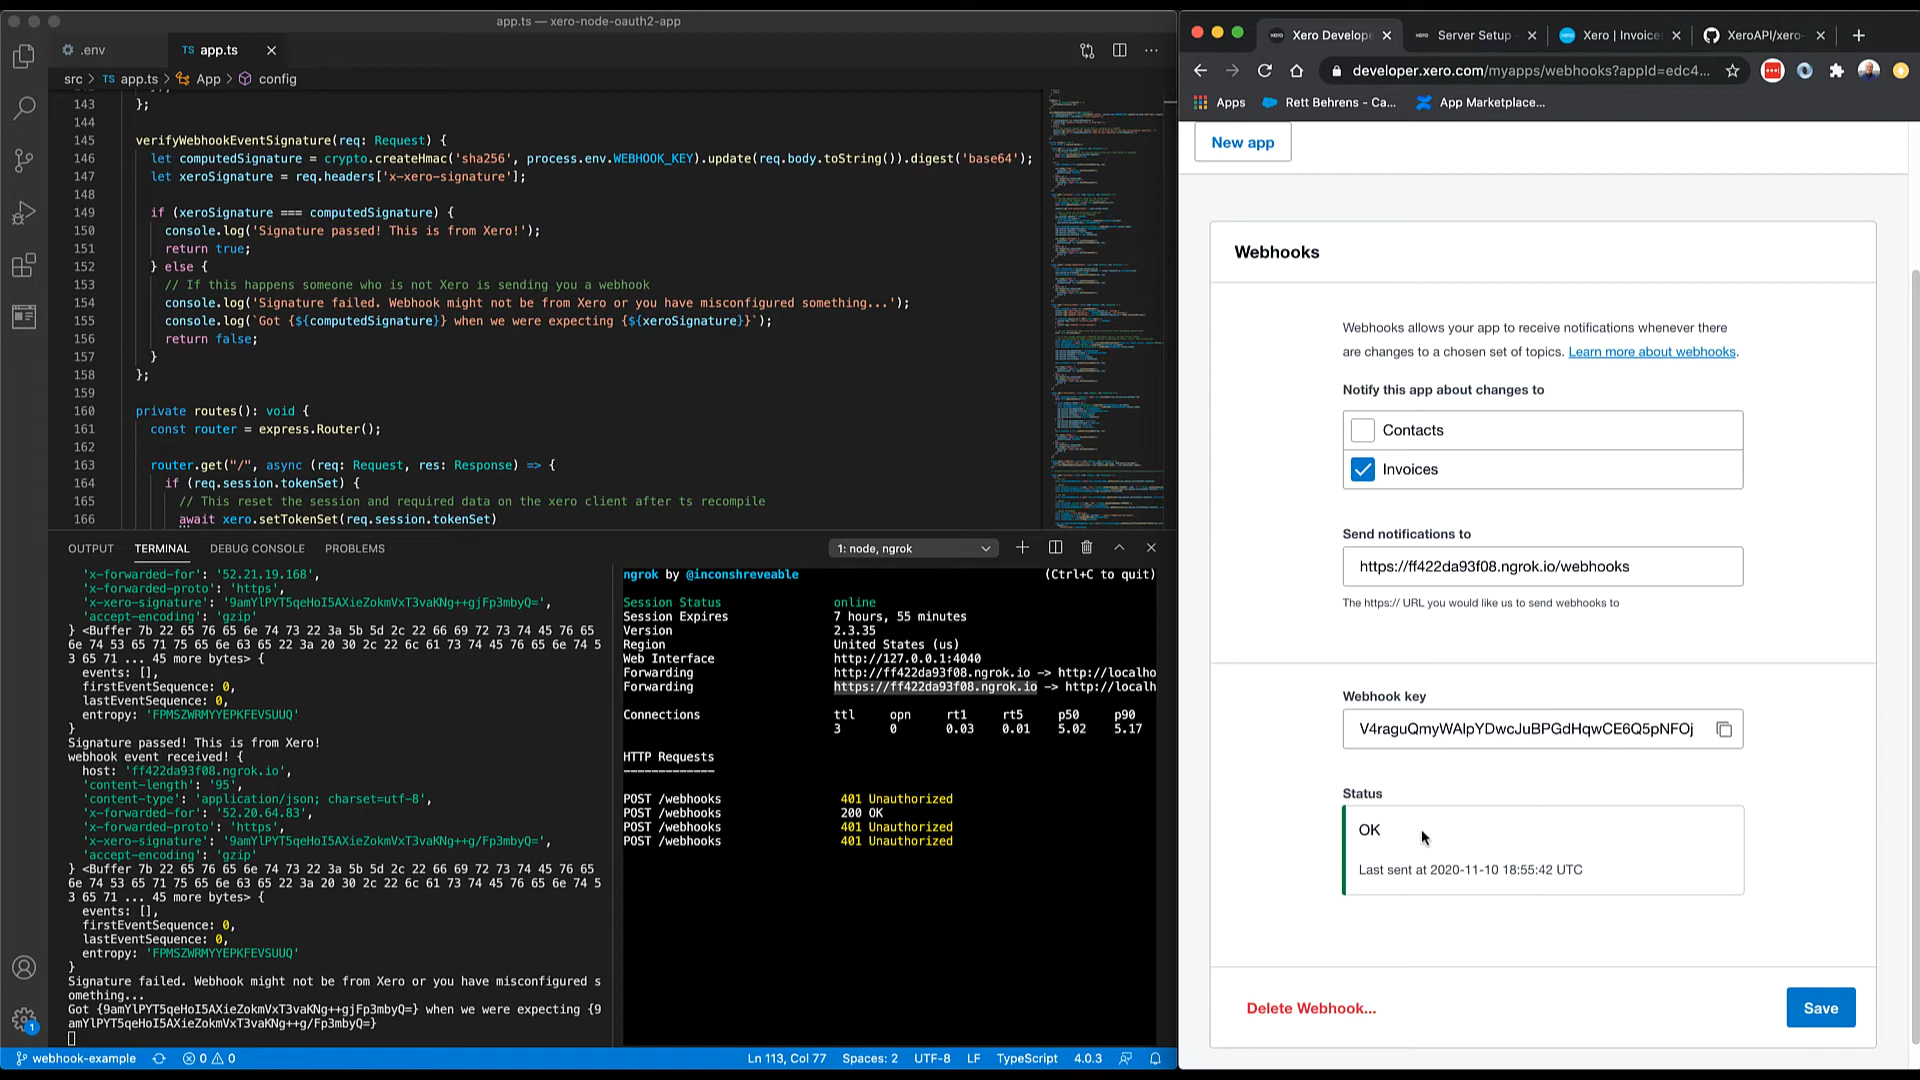 app.ts — xero-node-oauth2-app
.env
TS app.ts
src > TS app.ts > App > config
143 };
144
145 verifyWebhookEventSignature(req: Request) {
146 let computedSignature = crypto.createHmac('sha256', process.env.WEBHOOK_KEY).update(req.body.toString()).digest('base64');
147 let xeroSignature = req.headers['x-xero-signature'];
148
149 if (xeroSignature === computedSignature) {
150 console.log('Signature passed! This is from Xero!');
151 return true;
152 } else {
153 // If this happens someone who is not Xero is sending you a webhook
154 console.log('Signature failed. Webhook might not be from Xero or you have misconfigured something...');
155 console.log(`Got {${computedSignature}} when we were expecting {${xeroSignature}}`);
156 return false;
157 }
158 };
159
160 private routes(): void {
161 const router = express.Router();
162
163 router.get("/", async (req: Request, res: Response) => {
164 if (req.session.tokenSet) {
165 // This reset the session and required data on the xero client after ts recompile
166 await xero.setTokenSet(req.session.tokenSet)
OUTPUT TERMINAL DEBUG CONSOLE PROBLEMS
1: node, ngrok
'x-forwarded-for': '52.21.19.168',
'x-forwarded-proto': 'https',
'x-xero-signature': '9amYlPYT5qeHoI5AXieZokmVxT3vaKNg++gjFp3mbyQ=',
'accept-encoding': 'gzip'
} <Buffer 7b 22 65 76 65 6e 74 73 22 3a 5b 5d 2c 22 66 69 72 73 74 45 76 65
6e 74 53 65 71 75 65 6e 63 65 22 3a 20 30 2c 22 6c 61 73 74 45 76 65 6e 74 5
3 65 71 ... 45 more bytes> {
events: [],
firstEventSequence: 0,
lastEventSequence: 0,
entropy: 'FPMSZWRMYYEPKFEVSUUQ'
}
Signature passed! This is from Xero!
webhook event received! {
host: 'ff422da93f08.ngrok.io',
'content-length': '95',
'content-type': 'application/json; charset=utf-8',
'x-forwarded-for': '52.20.64.83',
'x-forwarded-proto': 'https',
'x-xero-signature': '9amYlPYT5qeHoI5AXieZokmVxT3vaKNg++g/Fp3mbyQ=',
'accept-encoding': 'gzip'
} <Buffer 7b 22 65 76 65 6e 74 73 22 3a 5b 5d 2c 22 66 69 72 73 74 45 76 65
6e 74 53 65 71 75 65 6e 63 65 22 3a 20 30 2c 22 6c 61 73 74 45 76 65 6e 74 5
3 65 71 ... 45 more bytes> {
events: [],
firstEventSequence: 0,
lastEventSequence: 0,
entropy: 'FPMSZWRMYYEPKFEVSUUQ'
}
Signature failed. Webhook might not be from Xero or you have misconfigured s
omething...
Got {9amYlPYT5qeHoI5AXieZokmVxT3vaKNg++gjFp3mbyQ=} when we were expecting {9
amYlPYT5qeHoI5AXieZokmVxT3vaKNg++g/Fp3mbyQ=}
ngrok by @inconshreveable (Ctrl+C to quit)
Session Status online
Session Expires 7 hours, 55 minutes
Version 2.3.35
Region United States (us)
Web Interface http://127.0.0.1:4040
Forwarding http://ff422da93f08.ngrok.io -> http://localho
Forwarding https://ff422da93f08.ngrok.io -> http://localh
Connections ttl opn rt1 rt5 p50 p90
3 0 0.03 0.01 5.02 5.17
HTTP Requests
-------------
POST /webhooks 401 Unauthorized
POST /webhooks 200 OK
POST /webhooks 401 Unauthorized
POST /webhooks 401 Unauthorized
1
webhook-example 0 0
Ln 113, Col 77 Spaces: 2 UTF-8 LF TypeScript 4.0.3
Xero Develop
Server Setup
Xero | Invoice
XeroAPI/xero-
developer.xero.com/myapps/webhooks?appId=edc4...
Apps
Rett Behrens - Ca...
App Marketplace...
New app
Webhooks
Webhooks allows your app to receive notifications whenever there
are changes to a chosen set of topics. Learn more about webhooks.
Notify this app about changes to
Contacts
Invoices
Send notifications to
https://ff422da93f08.ngrok.io/webhooks
The https:// URL you would like us to send webhooks to
Webhook key
V4raguQmyWAlpYDwcJuBPGdHqwCE6Q5pNFOj
Status
OK
Last sent at 2020-11-10 18:55:42 UTC
Delete Webhook...
Save